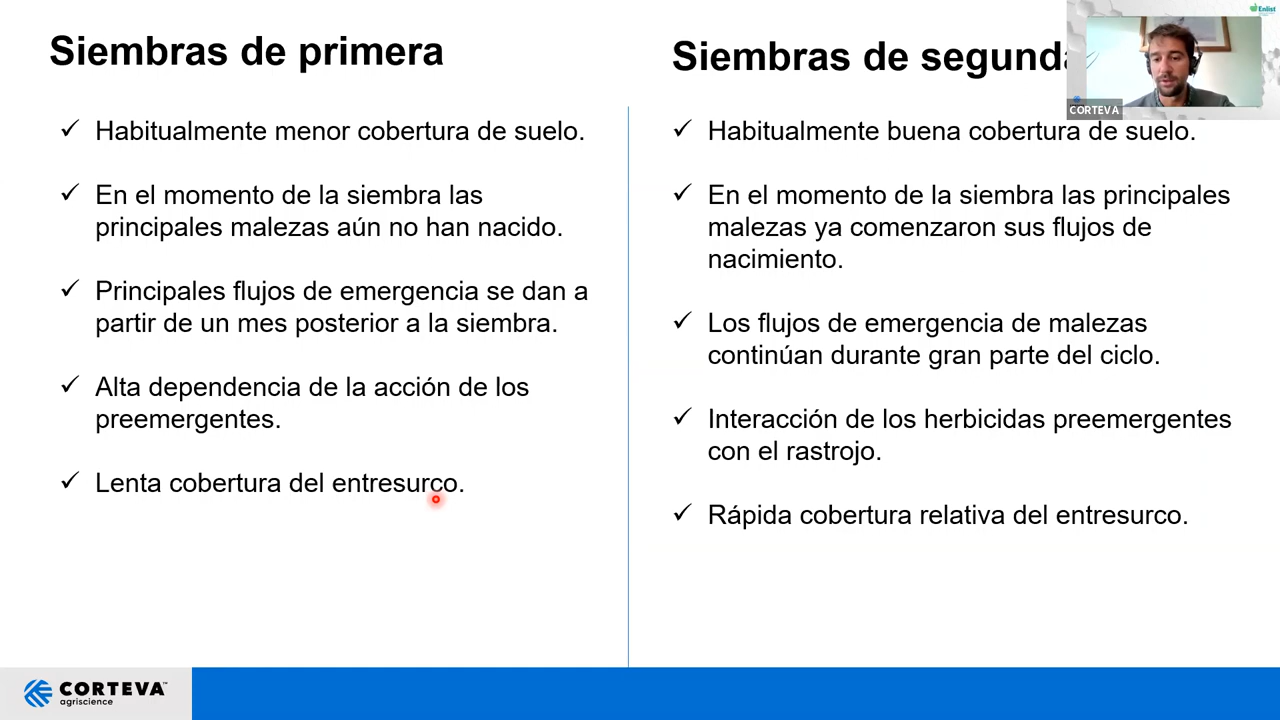 Siembras de primera
Habitualmente menor cobertura de suelo.
En el momento de la siembra las
principales malezas aún no han nacido.
Principales flujos de emergencia se dan a
partir de un mes posterior a la siembra.
Alta dependencia de la acción de los
preemergentes.
Lenta cobertura del entresurco.
Siembras de segunda
Habitualmente buena cobertura de suelo.
En el momento de la siembra las principales
malezas ya comenzaron sus flujos de
nacimiento.
Los flujos de emergencia de malezas
continúan durante gran parte del ciclo.
Interacción de los herbicidas preemergentes
con el rastrojo.
Rápida cobertura relativa del entresurco.
Enlist
CORTEVA
CORTEVA™
agriscience